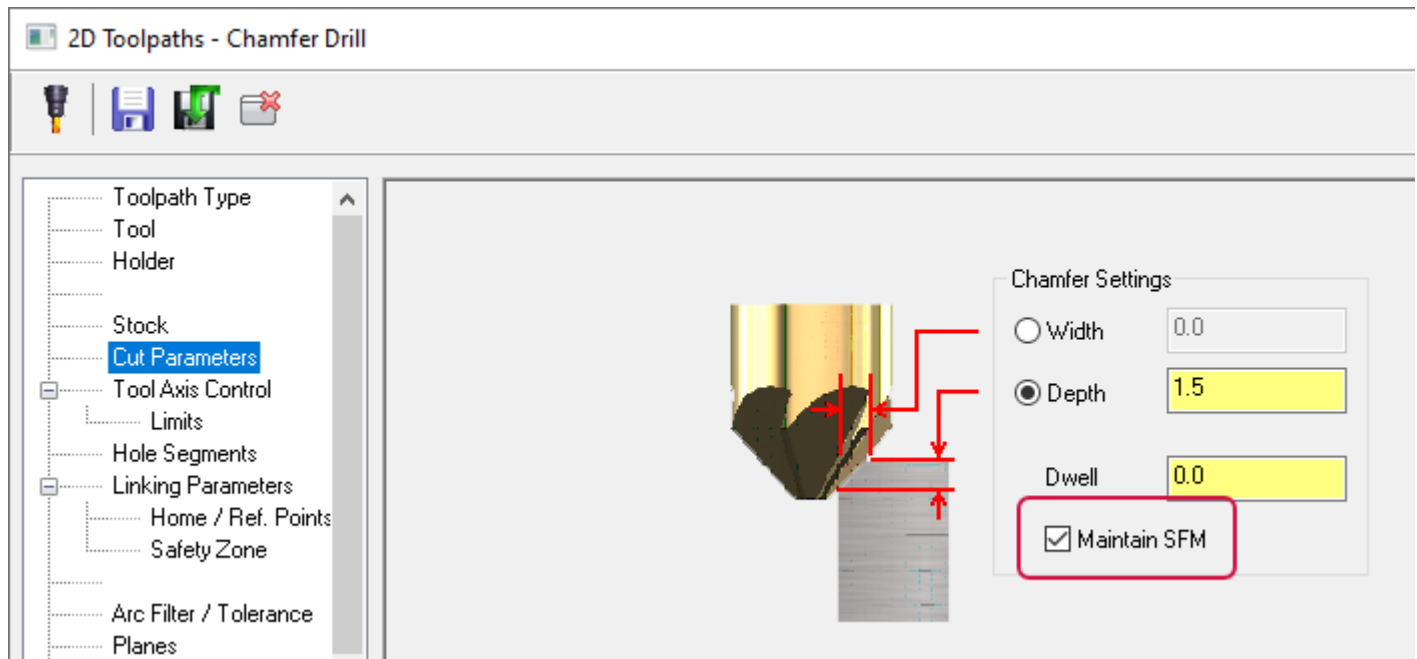 2D Toolpaths - Chamfer Drill
Toolpath Type
Tool
Holder
Stock
Cut Parameters
Tool Axis Control
Limits
Hole Segments
Linking Parameters
Home / Ref. Points
Safety Zone
Arc Filter / Tolerance
Planes
Chamfer Settings
Width 0.0
Depth 1.5
Dwell 0.0
Maintain SFM